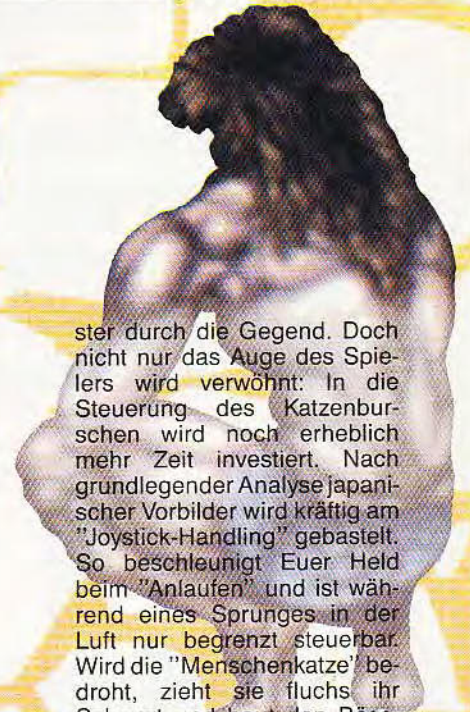 ster durch die Gegend. Doch
nicht nur das Auge des Spie-
lers wird verwöhnt: In die
Steuerung des Katzenbur-
schen wird noch erheblich
mehr Zeit investiert. Nach
grundlegender Analyse japani-
scher Vorbilder wird kräftig am
"Joystick-Handling" gebastelt.
So beschleunigt Euer Held
beim "Anlaufen" und ist wäh-
rend eines Sprunges in der
Luft nur begrenzt steuerbar.
Wird die "Menschenkatze" be-
droht, zieht sie fluchs ihr